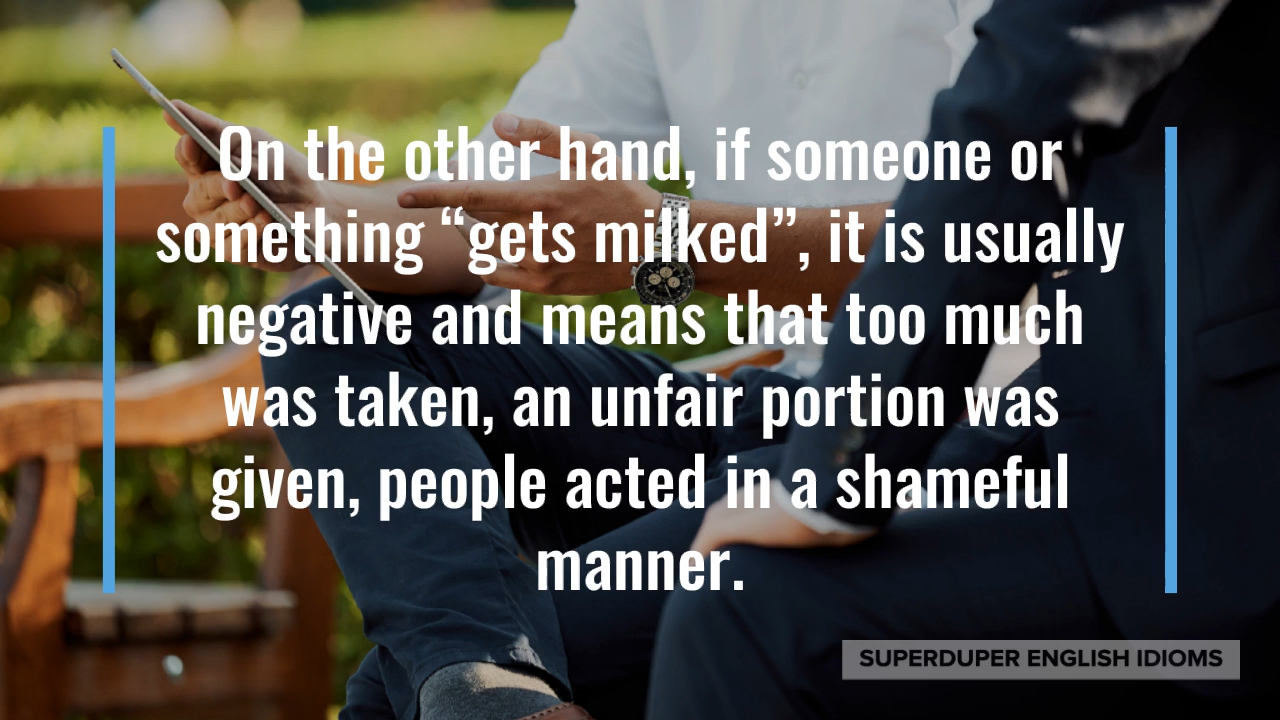 On the other hand, if someone or
something “gets milked”, it is usually
negative and means that too much
was taken, an unfair portion was
given, people acted in a shameful
manner.
SUPERDUPER ENGLISH IDIOMS